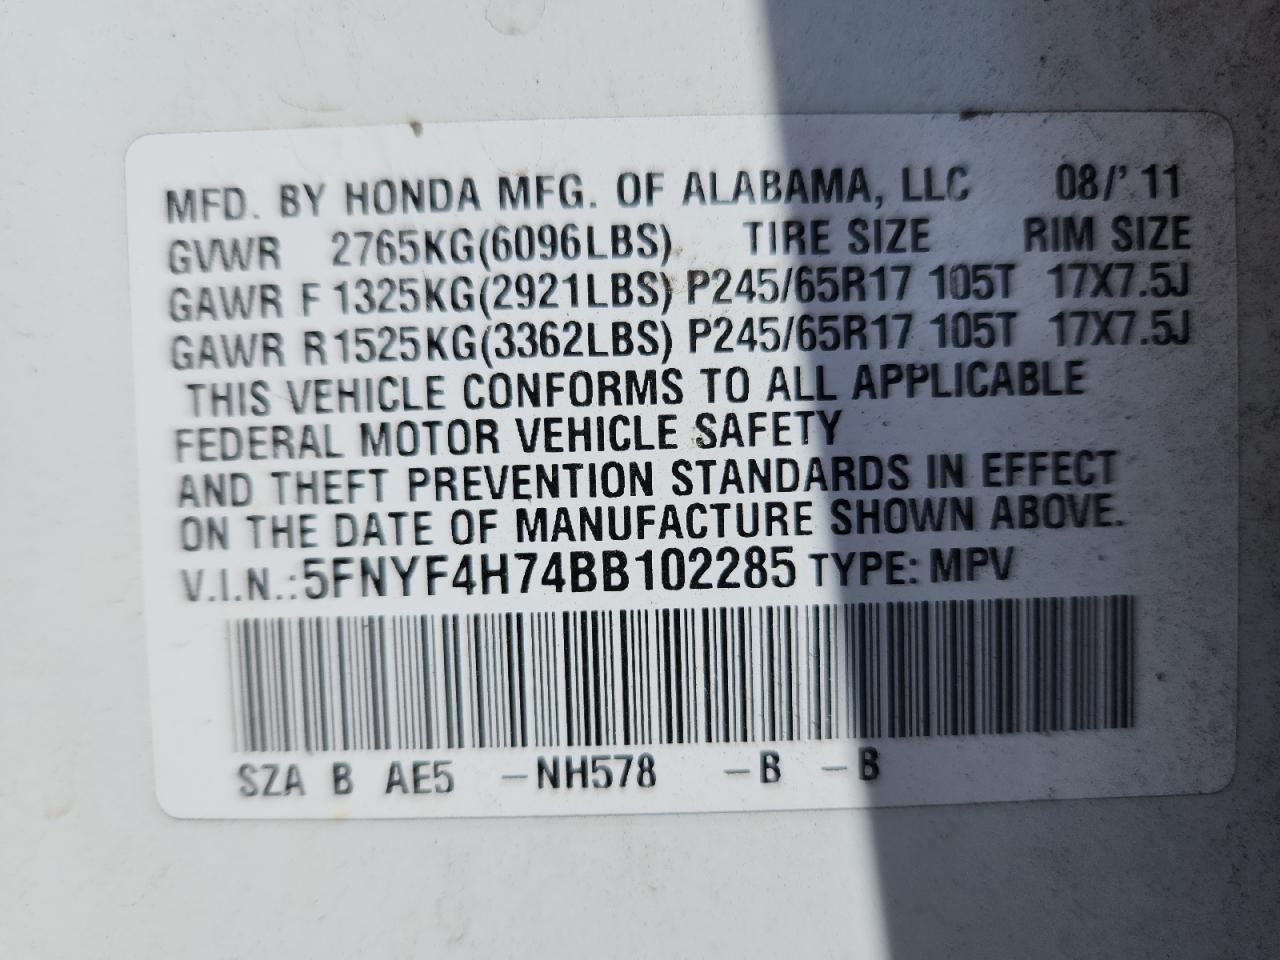 MFD. BY HONDA MFG. OF ALABAMA, LLC 08/'11
GVWR 2765KG(6096LBS) TIRE SIZE RIM SIZE
GAWR F 1325KG(2921LBS) P245/65R17 105T 17X7.5J
GAWR R 1525KG(3362LBS) P245/65R17 105T 17X7.5J
THIS VEHICLE CONFORMS TO ALL APPLICABLE
FEDERAL MOTOR VEHICLE SAFETY
AND THEFT PREVENTION STANDARDS IN EFFECT
ON THE DATE OF MANUFACTURE SHOWN ABOVE.
V.I.N.:5FNYF4H74BB102285 TYPE: MPV
SZA B AE5 –NH578 –B –B